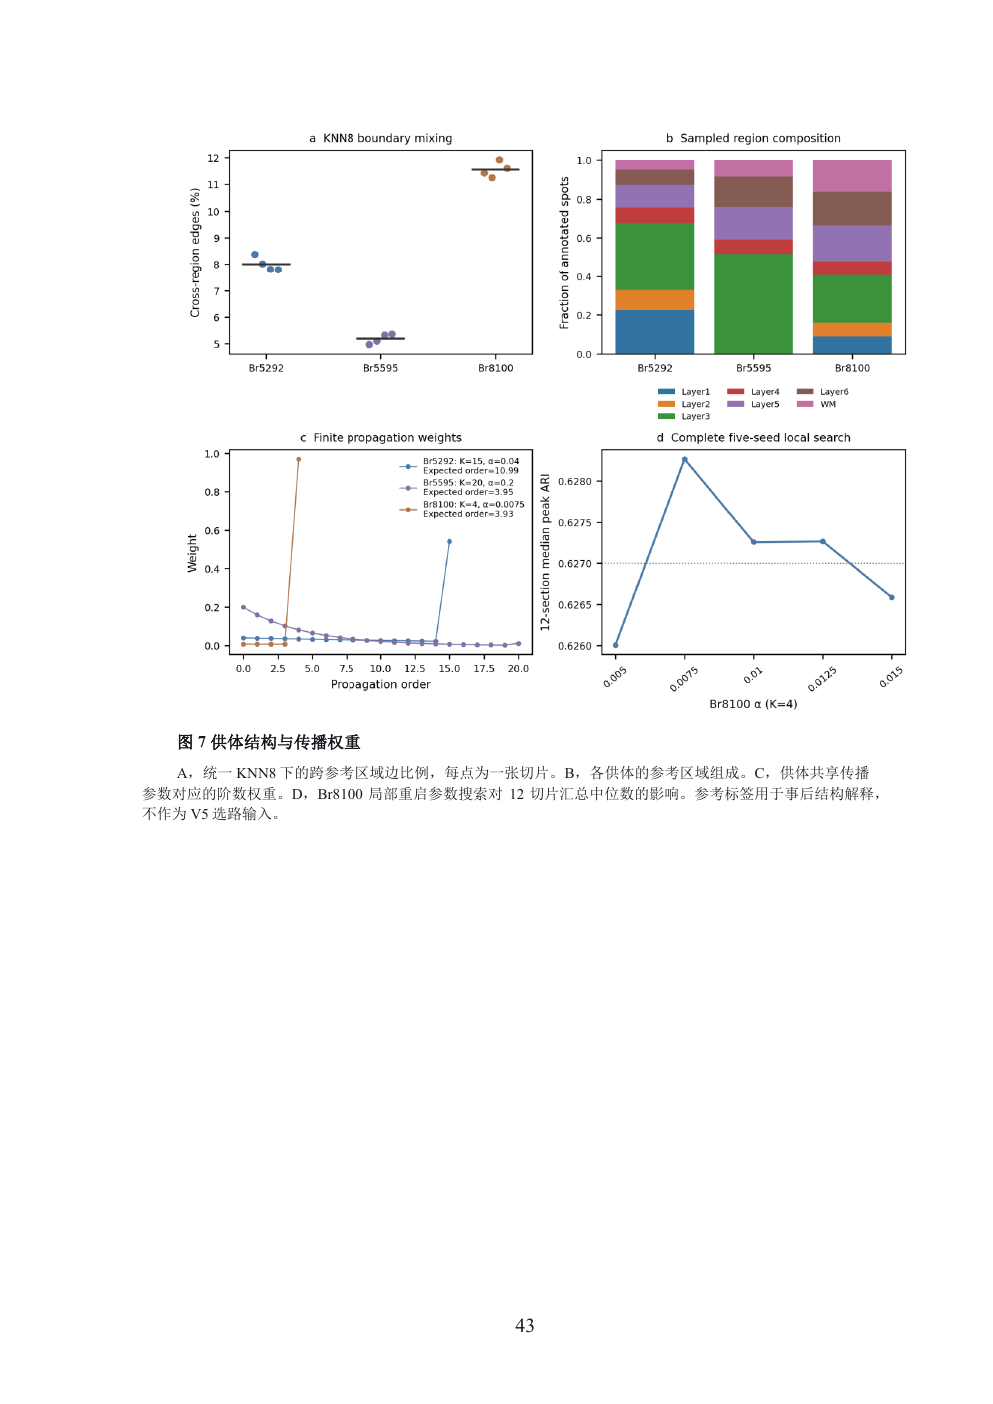 a KNN8 boundary mixing
12
11
10
9
8
7
6
5
Cross-region edges (%)
Br5292
Br5595
Br8100
b Sampled region composition
1.0
0.8
0.6
0.4
0.2
0.0
Fraction of annotated spots
Br5292
Br5595
Br8100
Layer1
Layer2
Layer3
Layer4
Layer5
Layer6
WM
c Finite propagation weights
1.0
0.8
0.6
0.4
0.2
0.0
Weight
Br5292: K=15, α=0.04
Expected order=10.99
Br5595: K=20, α=0.2
Expected order=3.95
Br8100: K=4, α=0.0075
Expected order=3.93
0.0
2.5
5.0
7.5
10.0
12.5
15.0
17.5
20.0
Propagation order
d Complete five-seed local search
0.6280
0.6275
0.6270
0.6265
0.6260
12-section median peak ARI
0.005
0.0075
0.01
0.0125
0.015
Br8100 α (K=4)
图 7 供体结构与传播权重
A，统一 KNN8 下的跨参考区域边比例，每点为一张切片。B，各供体的参考区域组成。C，供体共享传播
参数对应的阶数权重。D，Br8100 局部重启参数搜索对 12 切片汇总中位数的影响。参考标签用于事后结构解释，
不作为 V5 选路输入。
43